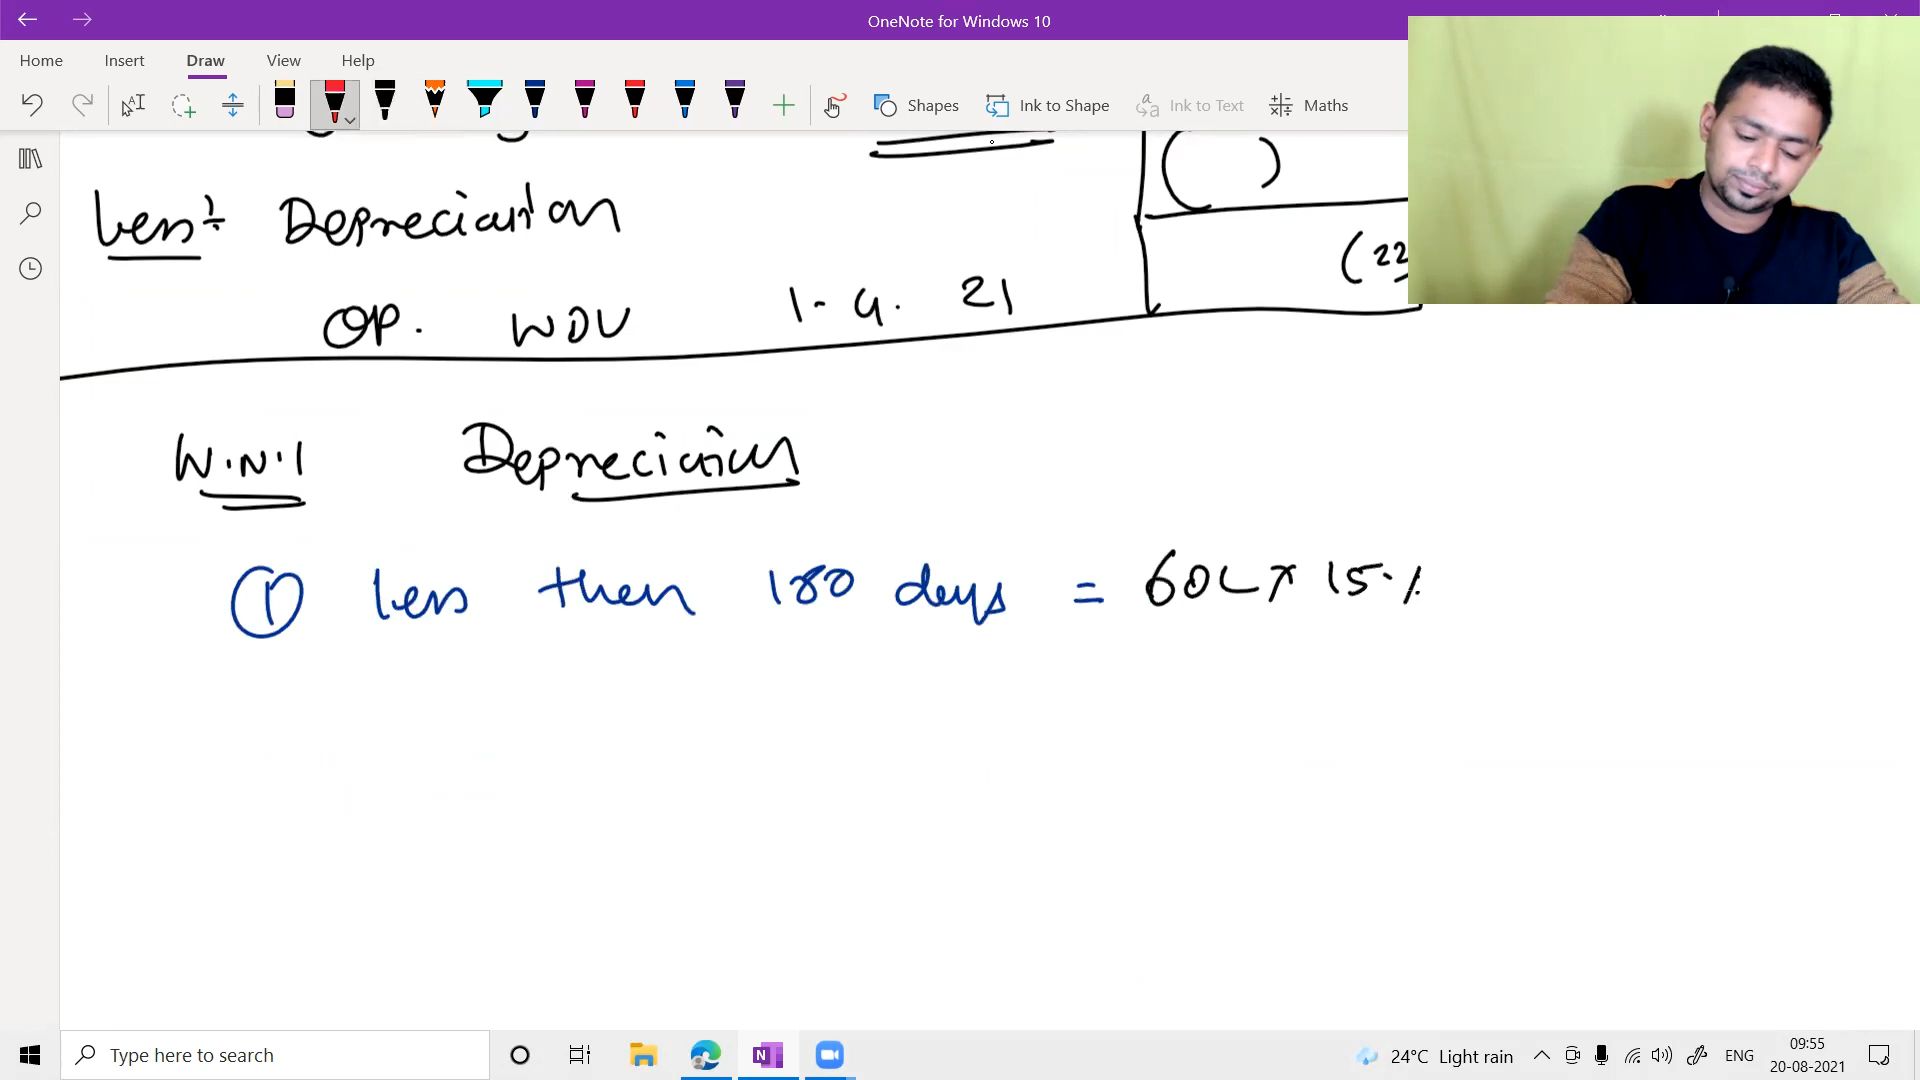 OneNote for Windows 10
Home Insert Draw View Help
Shapes Ink to Shape Ink to Text Maths
Less:- Depreciation
(22
OP. WDV 1-4.21
W.N.1 Depreciation
① less then 180 days = 60L x 15%
Type here to search
24°C Light rain ENG
09:55
20-08-2021